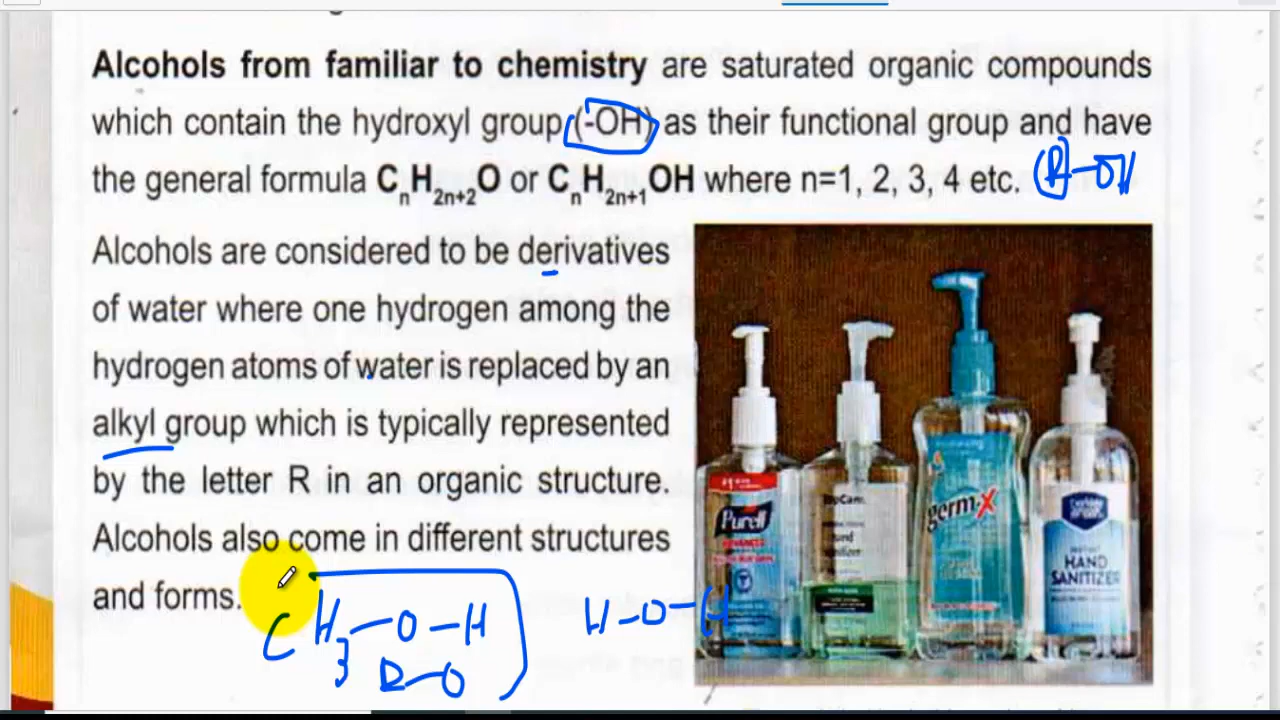 Alcohols from familiar to chemistry are saturated organic compounds
which contain the hydroxyl group (-OH) as their functional group and have
the general formula CₙH₂ₙ₊₂O or CₙH₂ₙ₊₁OH where n=1, 2, 3, 4 etc. R-OH
Alcohols are considered to be derivatives
of water where one hydrogen among the
hydrogen atoms of water is replaced by an
alkyl group which is typically represented
by the letter R in an organic structure.
Alcohols also come in different structures
and forms.
CH₃-O-H
R-O
H-O-H
#1
Purell
ADVANCED
germ-X
INSTANT
HAND
SANITIZER